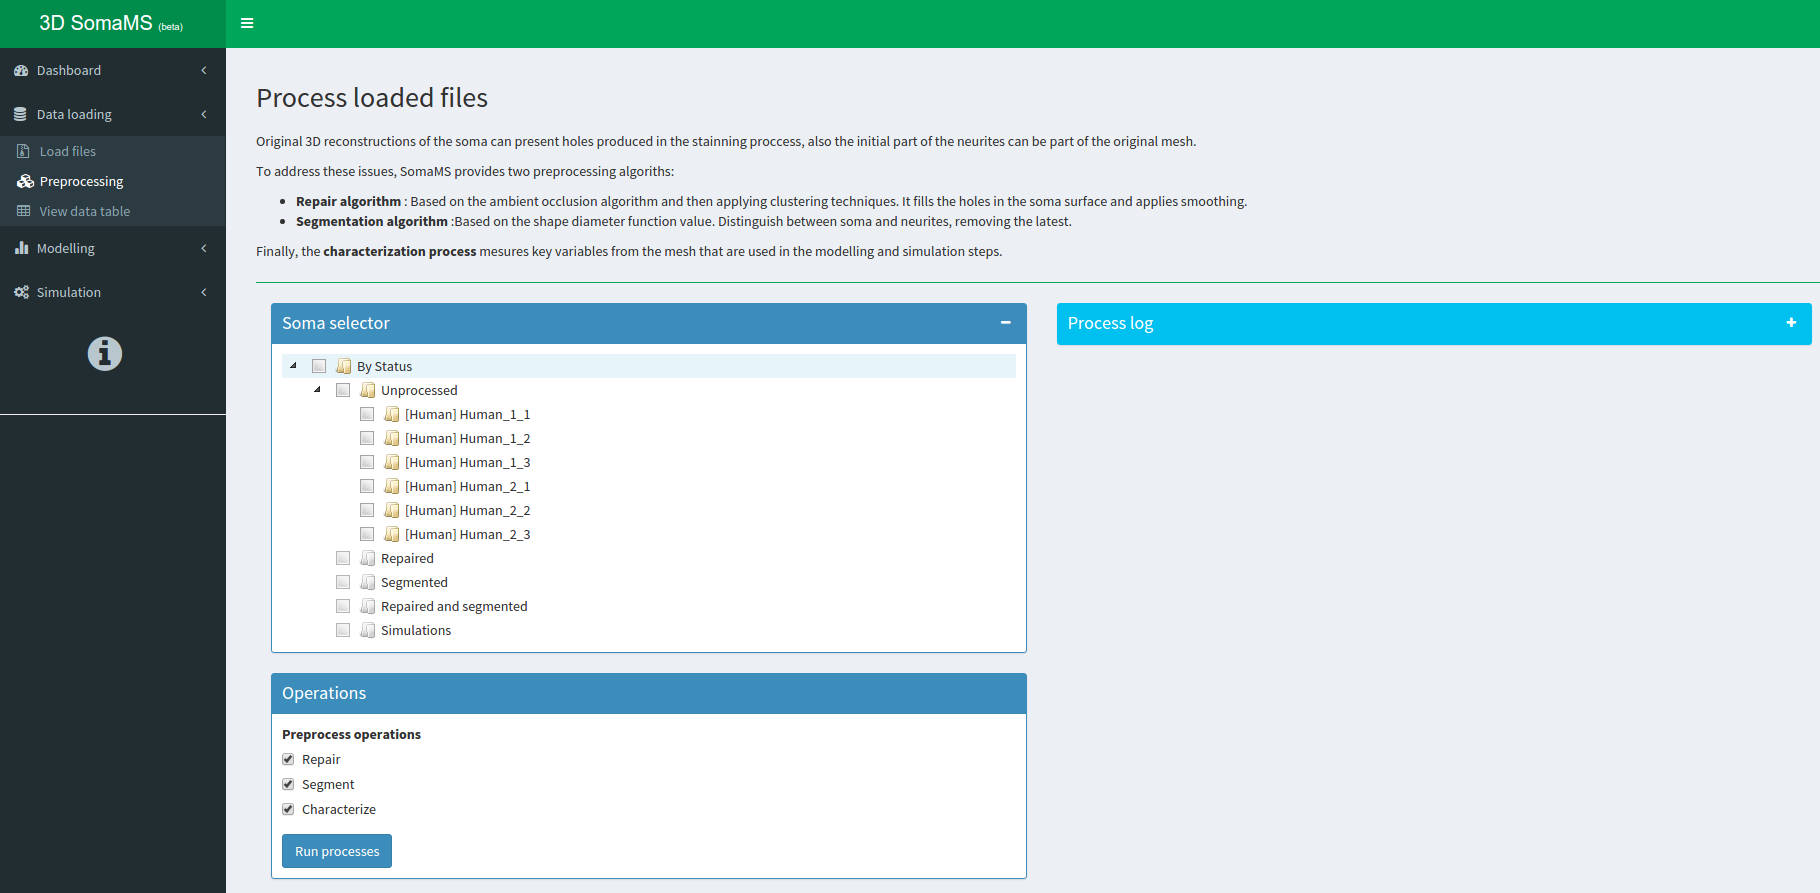 3D SomaMS (beta)
Dashboard
Data loading
Load files
Preprocessing
View data table
Modelling
Simulation
Process loaded files
Original 3D reconstructions of the soma can present holes produced in the stainning proccess, also the initial part of the neurites can be part of the original mesh.
To address these issues, SomaMS provides two preprocessing algoriths:
• Repair algorithm : Based on the ambient occlusion algorithm and then applying clustering techniques. It fills the holes in the soma surface and applies smoothing.
• Segmentation algorithm :Based on the shape diameter function value. Distinguish between soma and neurites, removing the latest.
Finally, the characterization process mesures key variables from the mesh that are used in the modelling and simulation steps.
Soma selector
By Status
Unprocessed
[Human] Human_1_1
[Human] Human_1_2
[Human] Human_1_3
[Human] Human_2_1
[Human] Human_2_2
[Human] Human_2_3
Repaired
Segmented
Repaired and segmented
Simulations
Process log
Operations
Preprocess operations
Repair
Segment
Characterize
Run processes